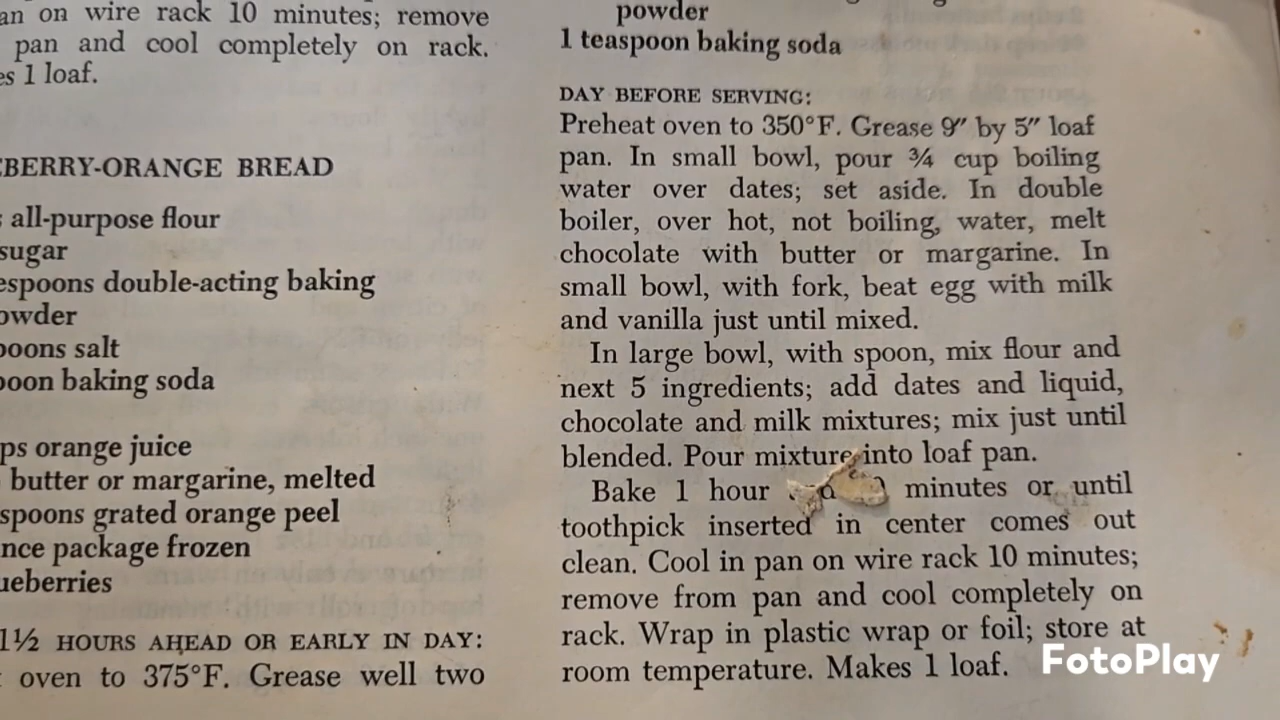 an on wire rack 10 minutes; remove
pan and cool completely on rack.
es 1 loaf.
BERRY-ORANGE BREAD
all-purpose flour
sugar
espoons double-acting baking
owder
poons salt
poon baking soda
ps orange juice
butter or margarine, melted
spoons grated orange peel
nce package frozen
ueberries
1½ HOURS AHEAD OR EARLY IN DAY:
oven to 375°F. Grease well two
powder
1 teaspoon baking soda
DAY BEFORE SERVING:
Preheat oven to 350°F. Grease 9″ by 5″ loaf
pan. In small bowl, pour ¾ cup boiling
water over dates; set aside. In double
boiler, over hot, not boiling, water, melt
chocolate with butter or margarine. In
small bowl, with fork, beat egg with milk
and vanilla just until mixed.
In large bowl, with spoon, mix flour and
next 5 ingredients; add dates and liquid,
chocolate and milk mixtures; mix just until
blended. Pour mixture into loaf pan.
Bake 1 hour minutes or until
toothpick inserted in center comes out
clean. Cool in pan on wire rack 10 minutes;
remove from pan and cool completely on
rack. Wrap in plastic wrap or foil; store at
room temperature. Makes 1 loaf.
FotoPlay